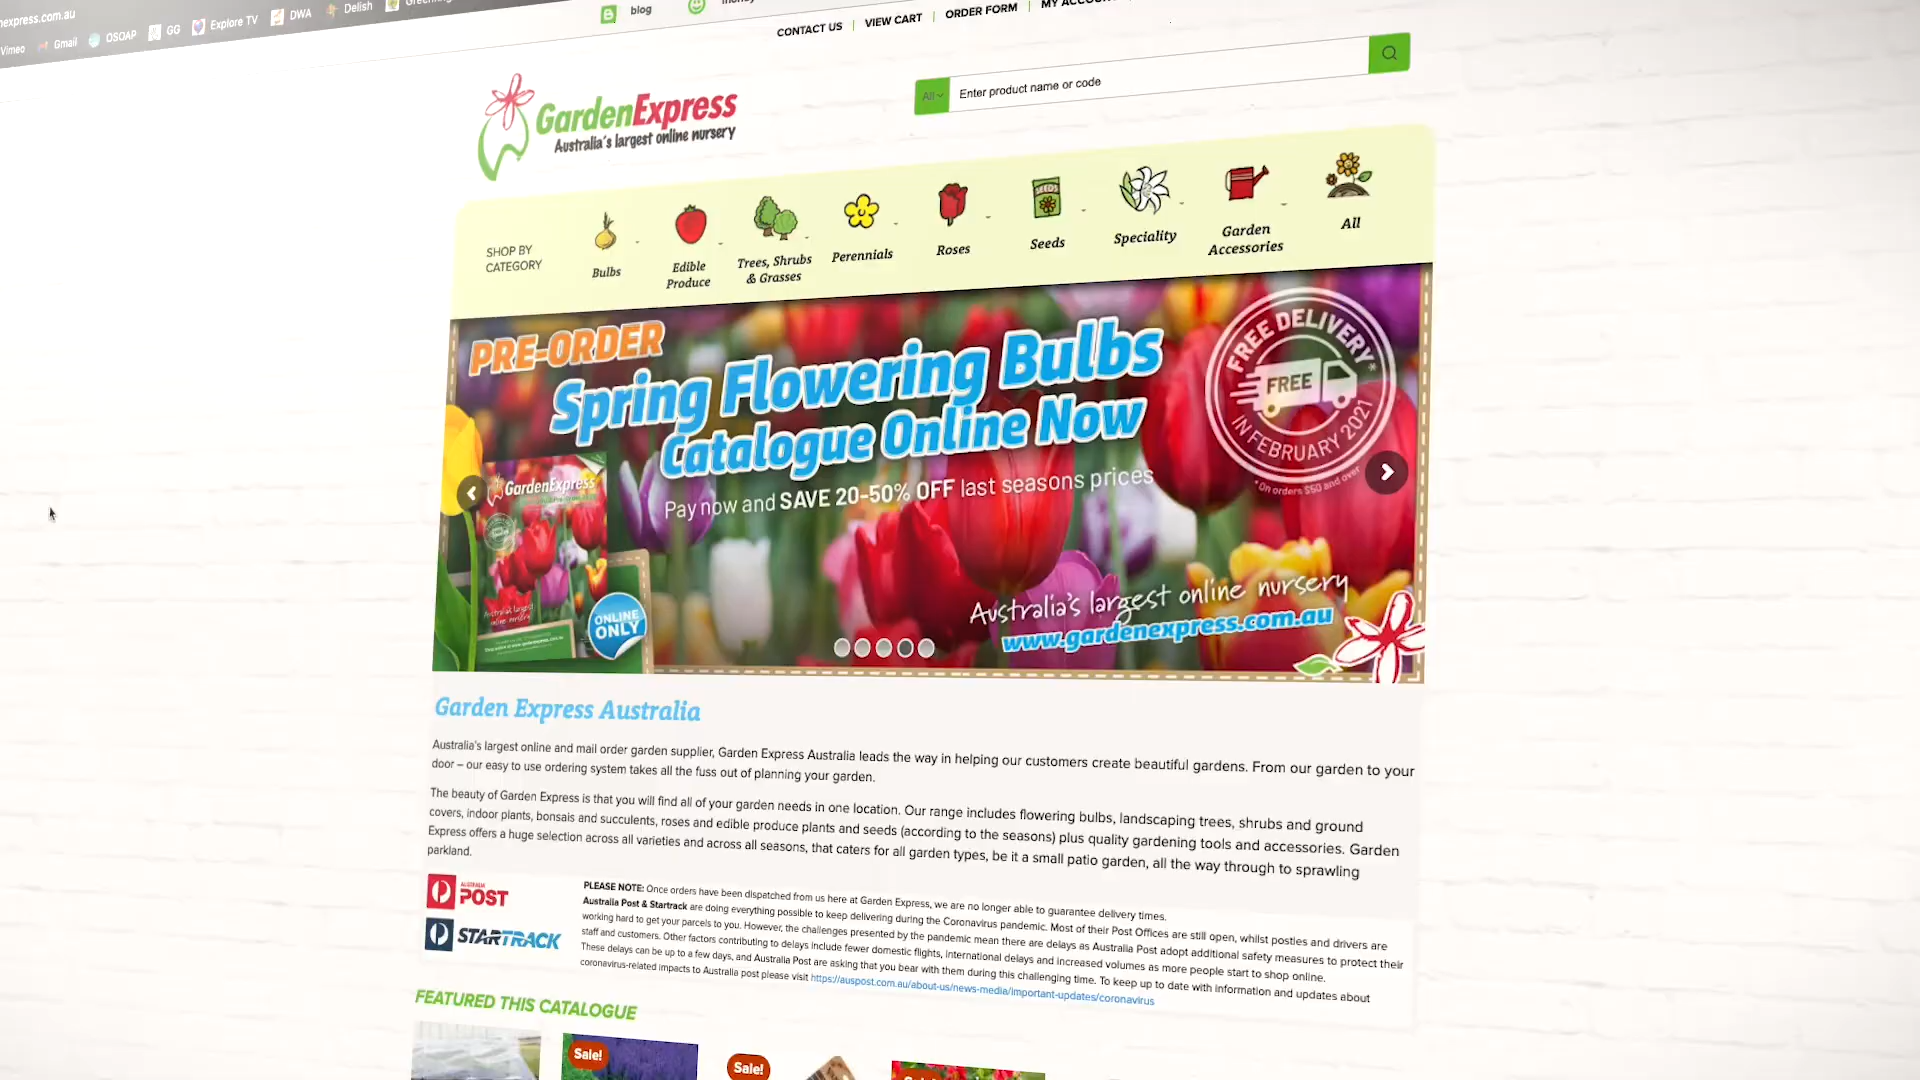 express.com.au
Vimeo
Gmail
OSOAP
GG
Explore TV
DWA
Delish
blog
CONTACT US
VIEW CART
ORDER FORM
GardenExpress
Australia's largest online nursery
All
Enter product name or code
SHOP BY
CATEGORY
Bulbs
Edible
Produce
Trees, Shrubs
& Grasses
Perennials
Roses
SEEDS
Seeds
Speciality
Garden
Accessories
All
PRE-ORDER
Spring Flowering Bulbs
Catalogue Online Now
Pay now and SAVE 20-50% OFF last seasons prices
FREE DELIVERY*
FREE
IN FEBRUARY 2021
*On orders $50 and over
GardenExpress
Australia's largest
online nursery
ONLINE
ONLY
Australia's largest online nursery
www.gardenexpress.com.au
Garden Express Australia
Australia's largest online and mail order garden supplier, Garden Express Australia leads the way in helping our customers create beautiful gardens. From our garden to your
door – our easy to use ordering system takes all the fuss out of planning your garden.
The beauty of Garden Express is that you will find all of your garden needs in one location. Our range includes flowering bulbs, landscaping trees, shrubs and ground
covers, indoor plants, bonsais and succulents, roses and edible produce plants and seeds (according to the seasons) plus quality gardening tools and accessories. Garden
Express offers a huge selection across all varieties and across all seasons, that caters for all garden types, be it a small patio garden, all the way through to sprawling
parkland.
AUSTRALIA
POST
STARTRACK
PLEASE NOTE: Once orders have been dispatched from us here at Garden Express, we are no longer able to guarantee delivery times.
Australia Post & Startrack are doing everything possible to keep delivering during the Coronavirus pandemic. Most of their Post Offices are still open, whilst posties and drivers are
working hard to get your parcels to you. However, the challenges presented by the pandemic mean there are delays as Australia Post adopt additional safety measures to protect their
staff and customers. Other factors contributing to delays include fewer domestic flights, international delays and increased volumes as more people start to shop online.
These delays can be up to a few days, and Australia Post are asking that you bear with them during this challenging time. To keep up to date with information and updates about
coronavirus-related impacts to Australia post please visit https://auspost.com.au/about-us/news-media/important-updates/coronavirus
FEATURED THIS CATALOGUE
Sale!
Sale!